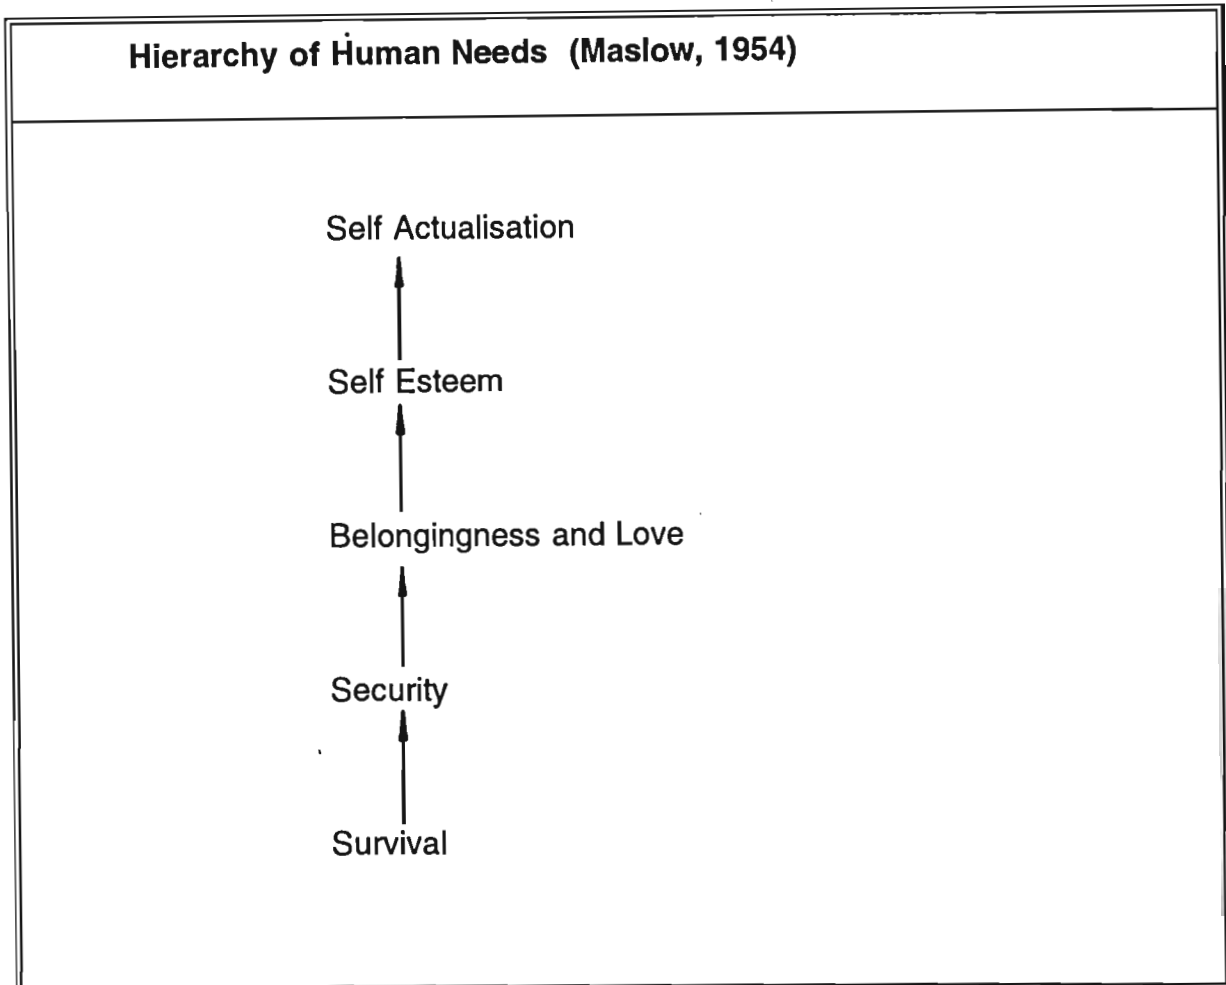 Hierarchy of Human Needs (Maslow, 1954)
Self Actualisation
Self Esteem
Belongingness and Love
Security
Survival